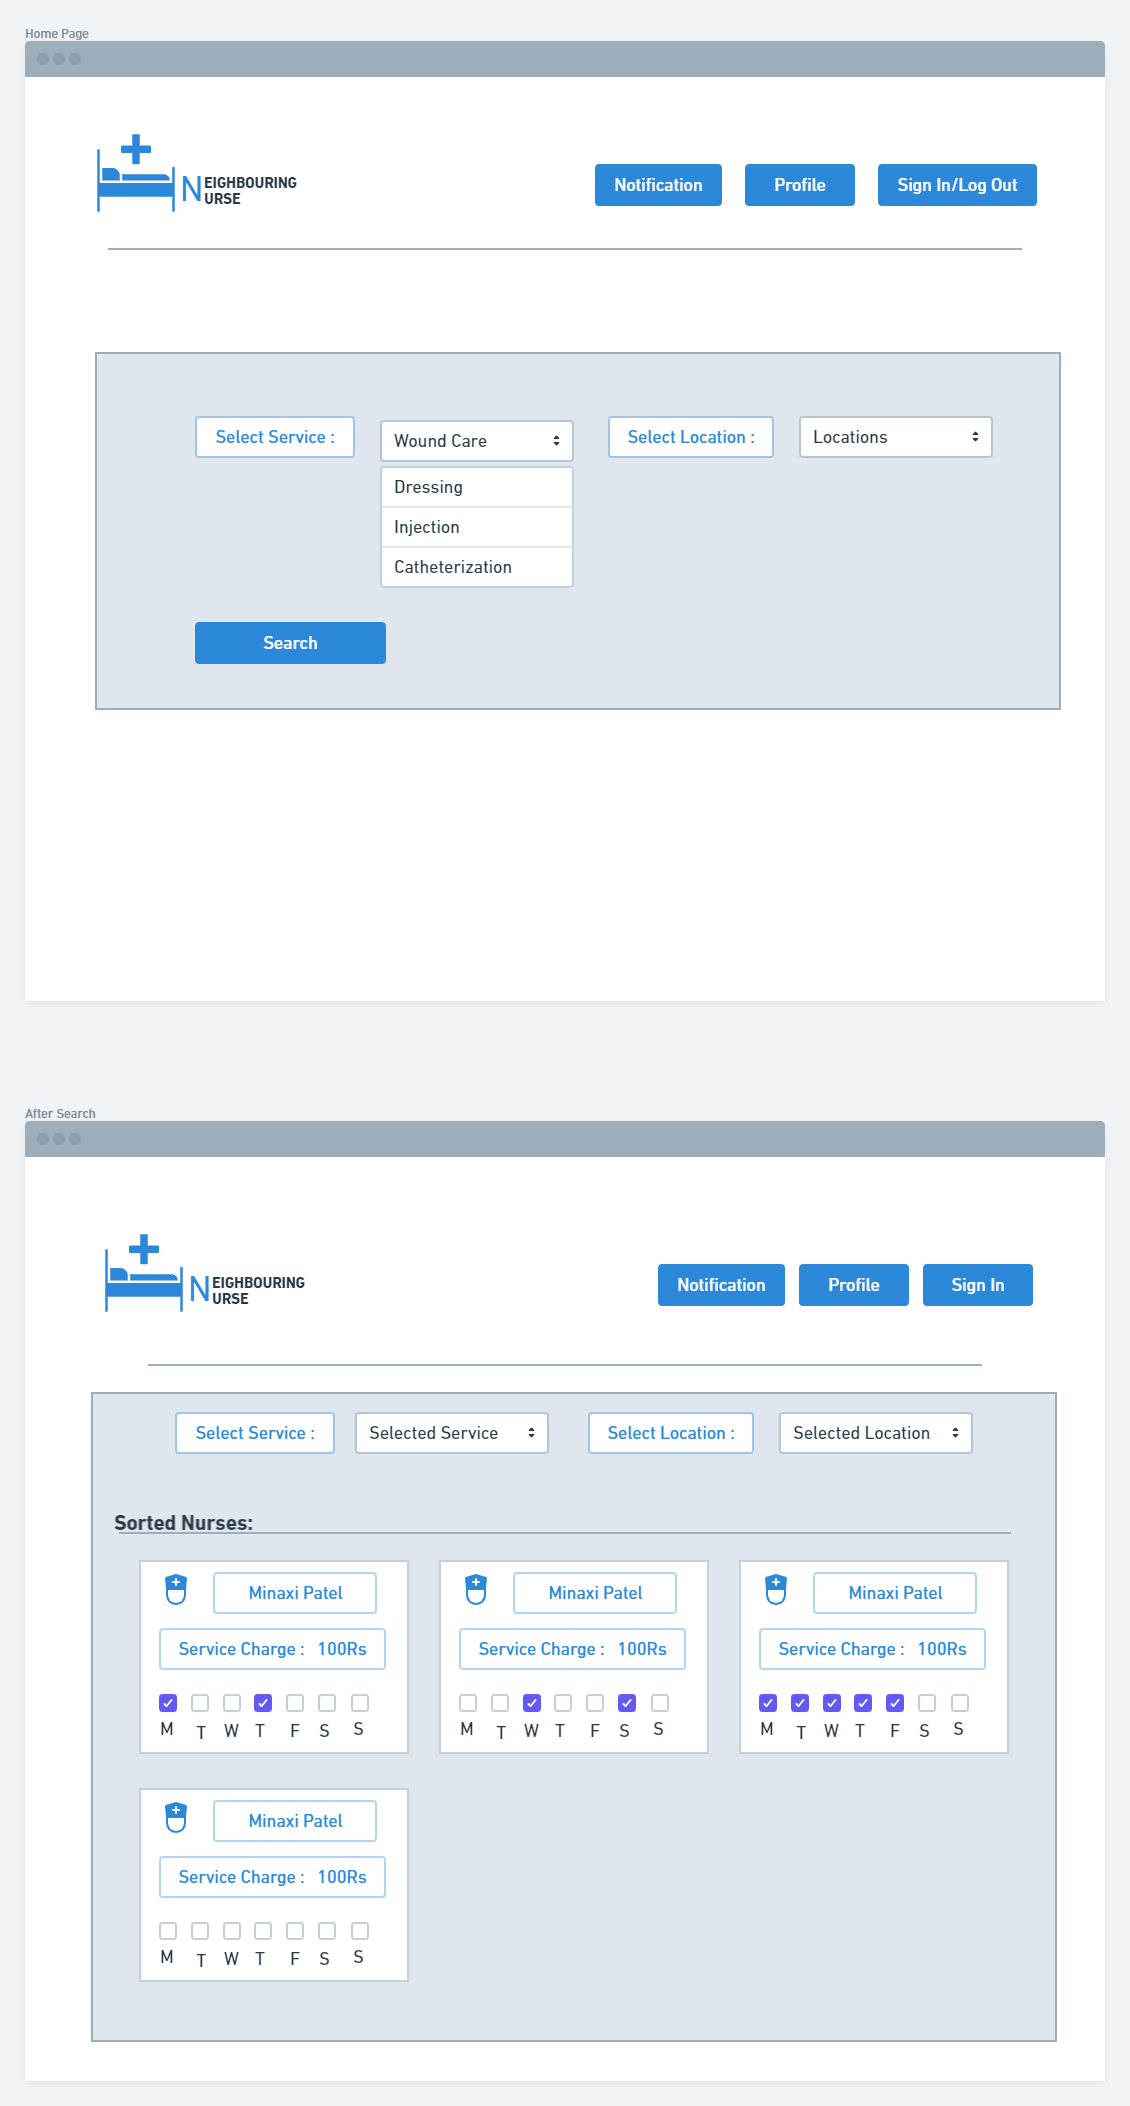 Home Page
NEIGHBOURING
URSE
Notification Profile Sign In/Log Out
Select Service : Wound Care Select Location : Locations
Dressing
Injection
Catheterization
Search
After Search
NEIGHBOURING
URSE
Notification Profile Sign In
Select Service : Selected Service Select Location : Selected Location
Sorted Nurses:
Minaxi Patel Minaxi Patel Minaxi Patel
Service Charge : 100Rs Service Charge : 100Rs Service Charge : 100Rs
M T W T F S S M T W T F S S M T W T F S S
Minaxi Patel
Service Charge : 100Rs
M T W T F S S